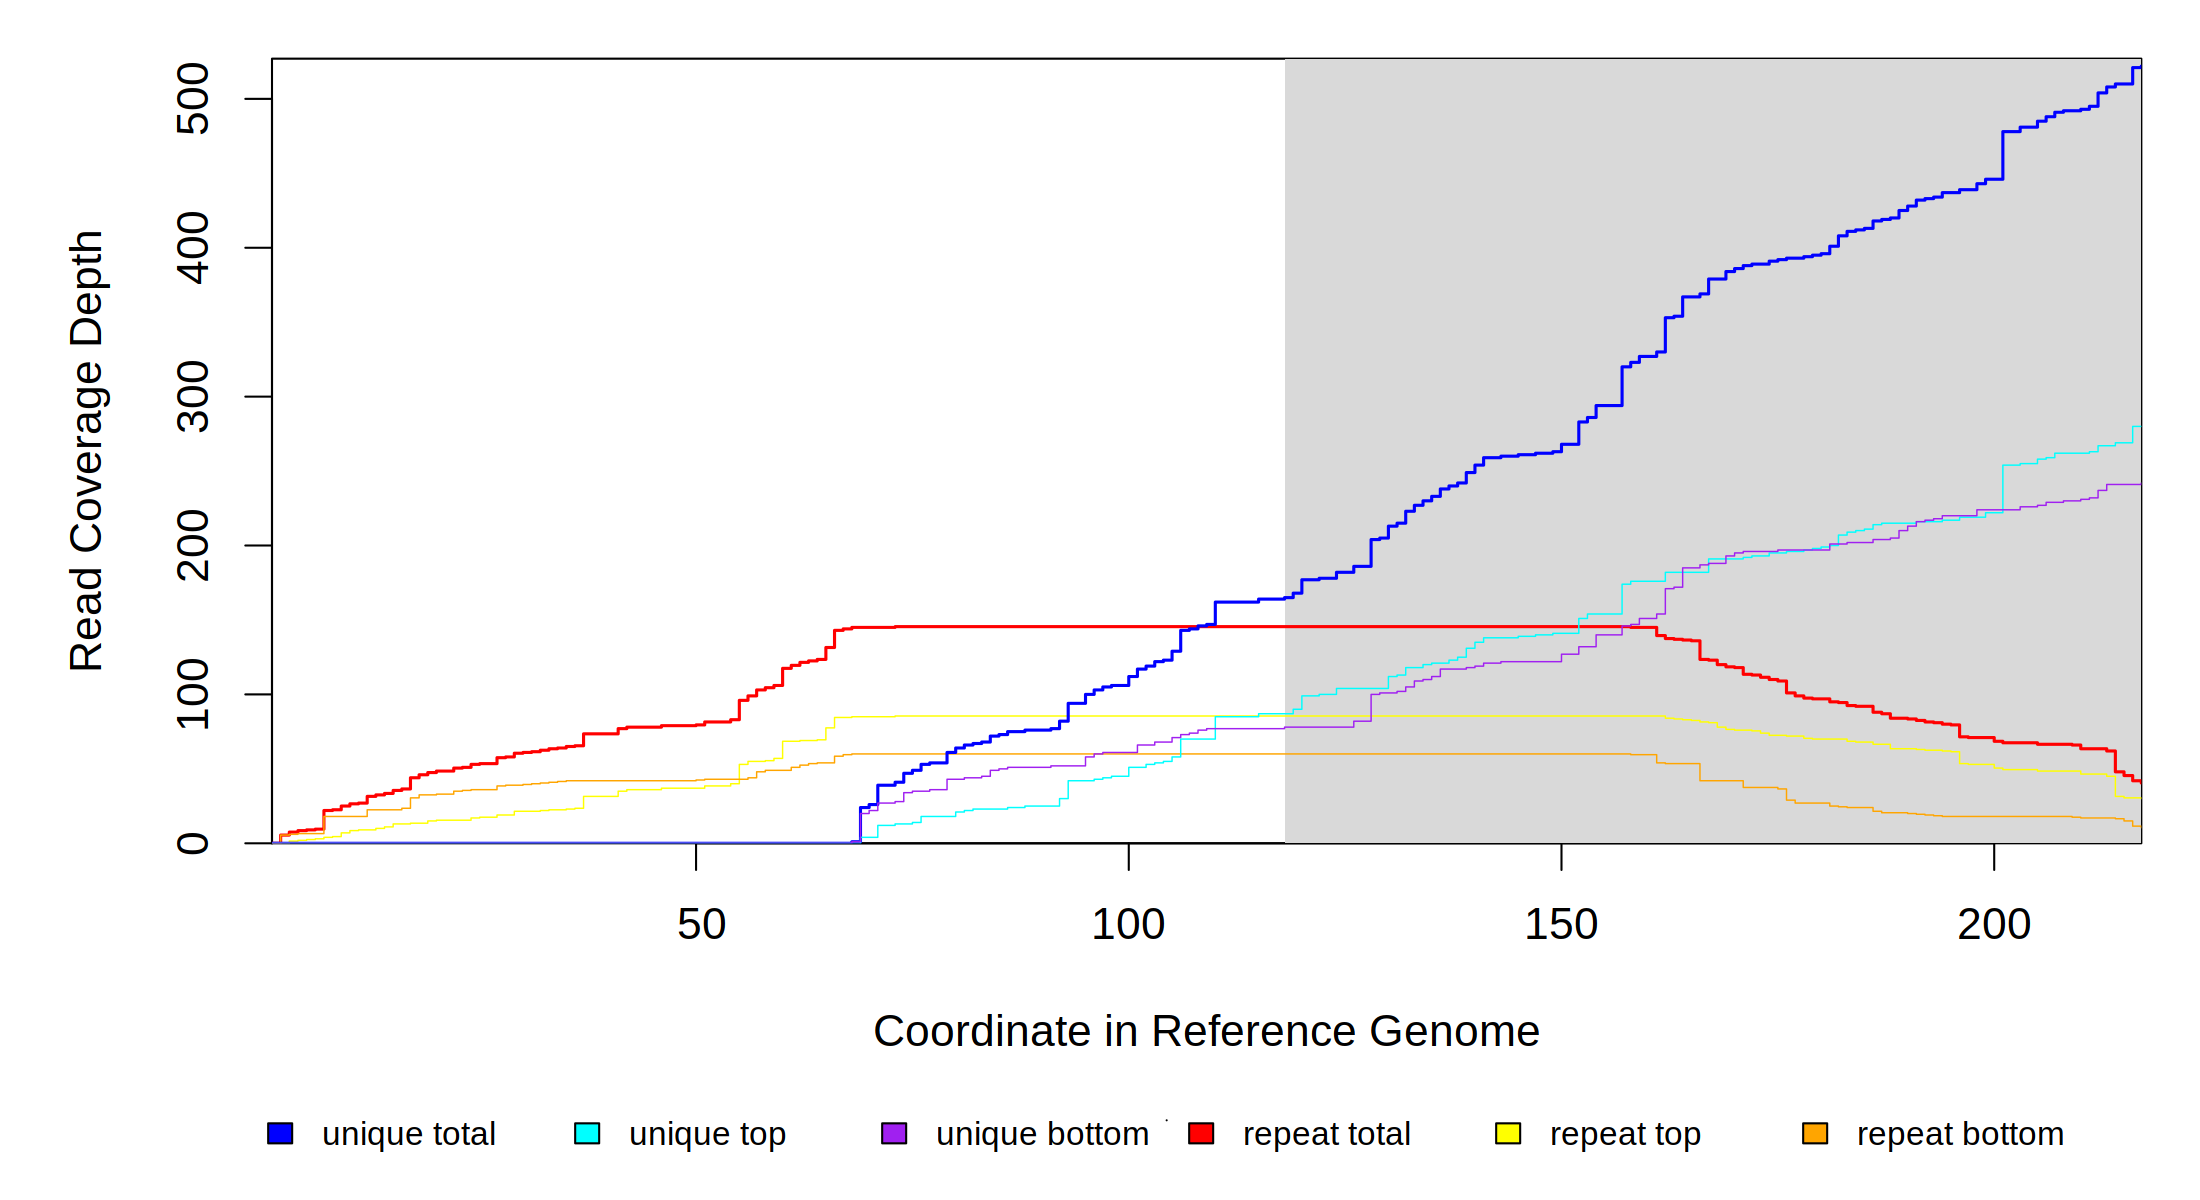 Read Coverage Depth
500
400
300
200
100
0
50 100 150 200
Coordinate in Reference Genome
unique total unique top unique bottom repeat total repeat top repeat bottom